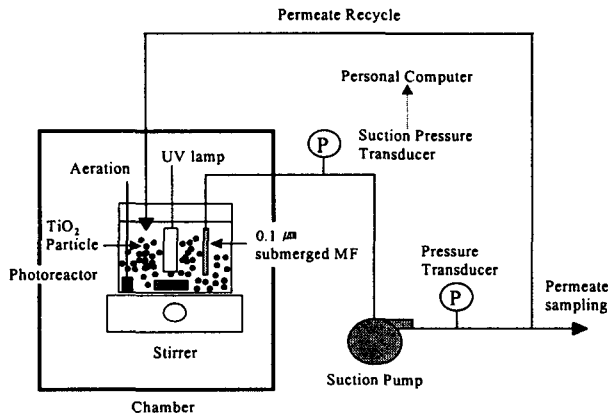 Permeate Recycle
Personal Computer
Suction Pressure
Transducer
P
UV lamp
Aeration
TiO2
Particle
0.1 ㎛
submerged MF
Photoreactor
Pressure
Transducer
P
Permeate
sampling
Stirrer
Suction Pump
Chamber